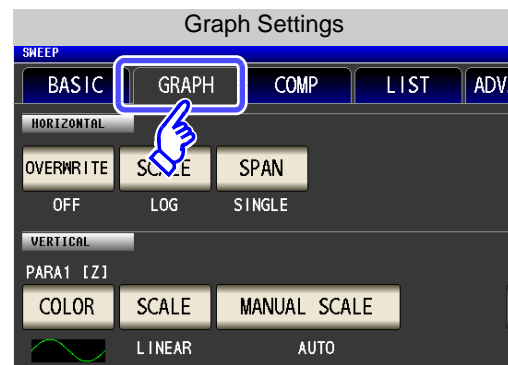 Graph Settings
SWEEP
BASIC GRAPH COMP LIST ADV
HORIZONTAL
OVERWRITE SCALE SPAN
OFF LOG SINGLE
VERTICAL
PARA1 [Z]
COLOR SCALE MANUAL SCALE
LINEAR AUTO